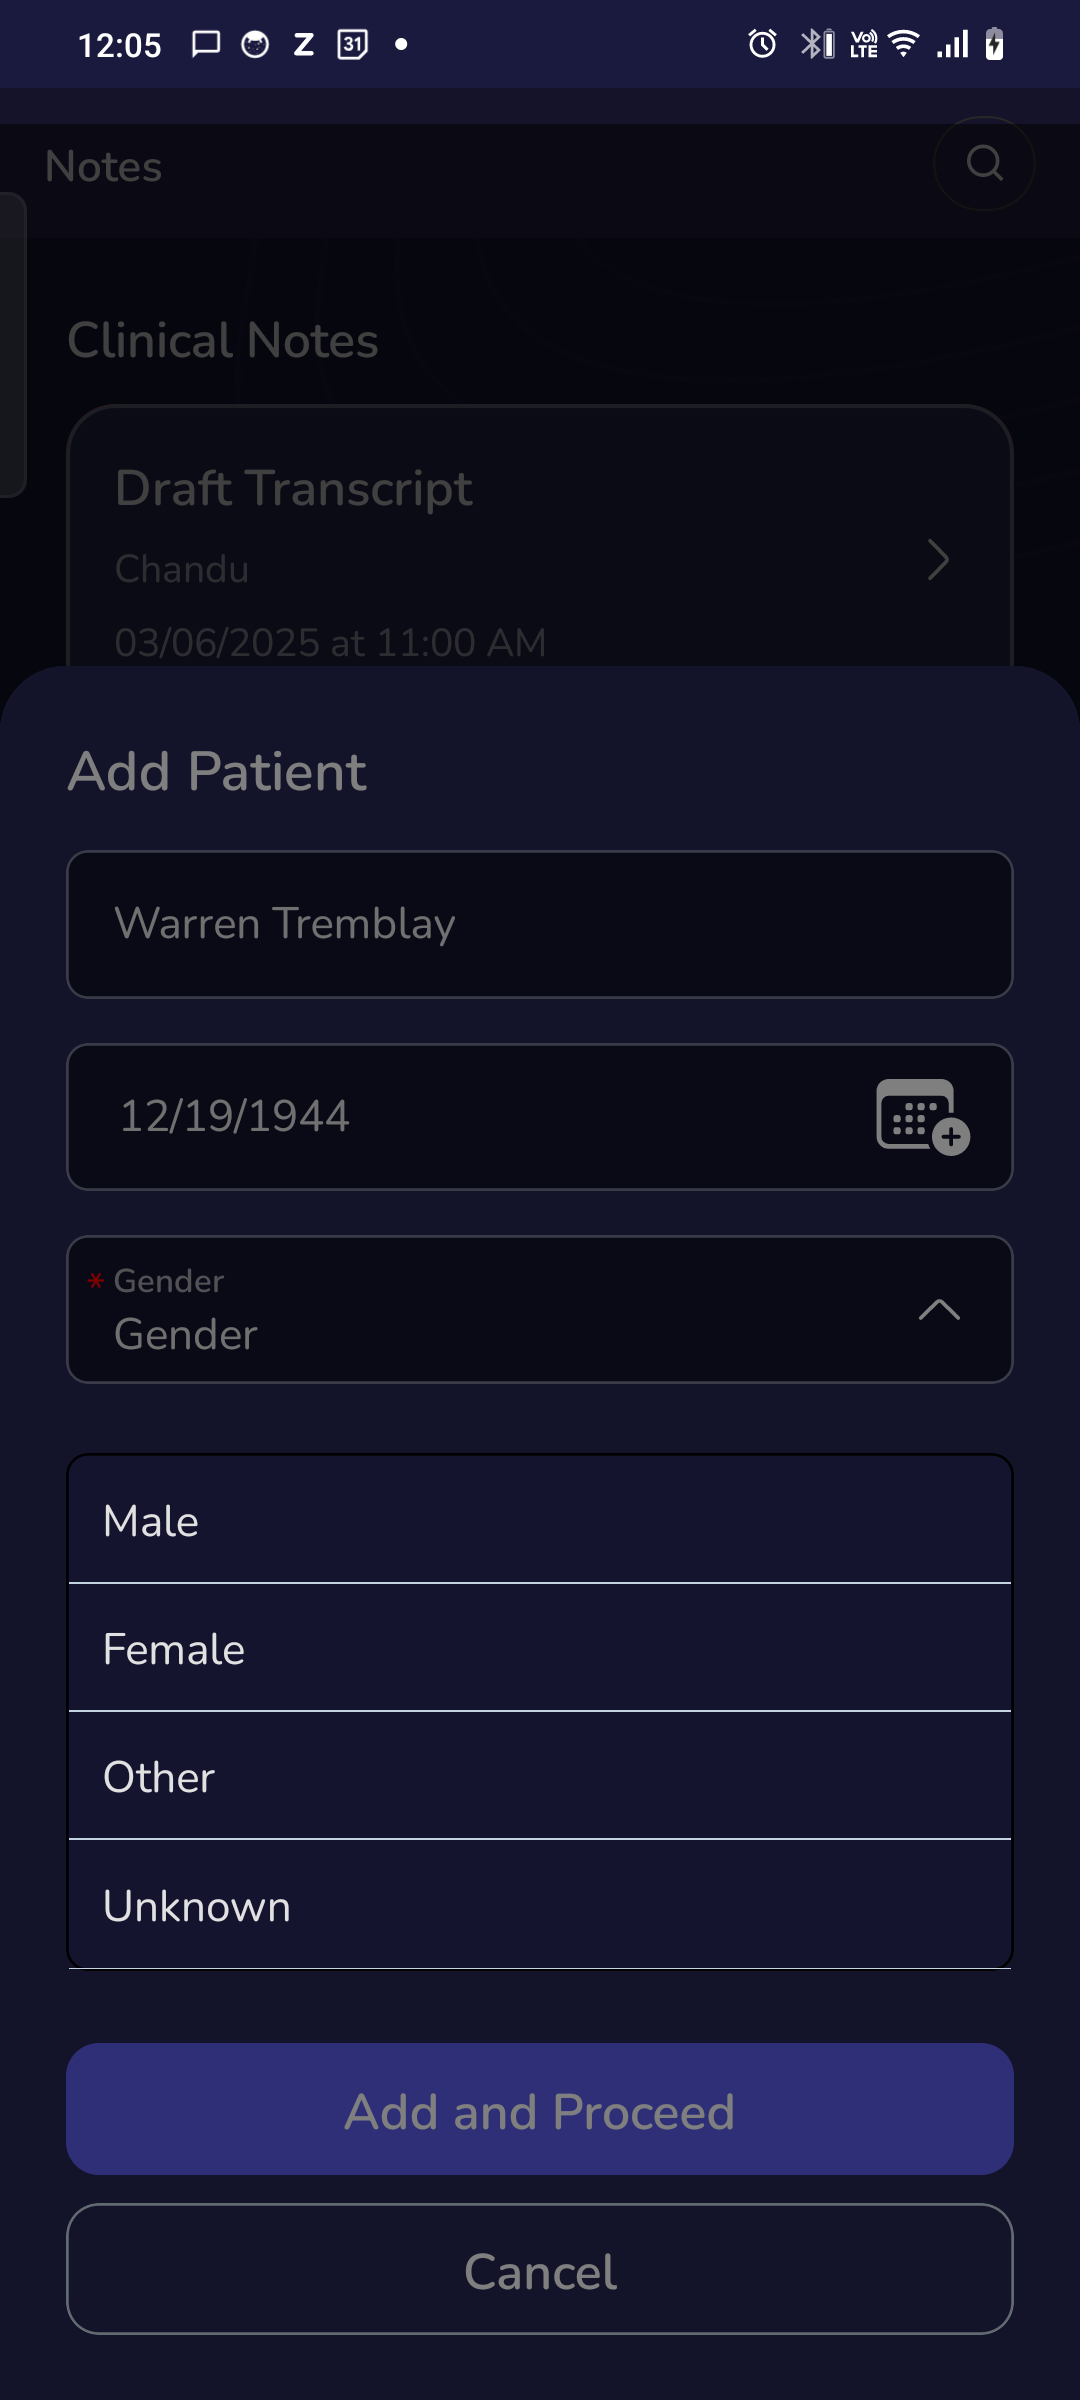 12:05 Z 31 Vo) LTE
Notes
Clinical Notes
Draft Transcript
Chandu
03/06/2025 at 11:00 AM
Add Patient
Warren Tremblay
12/19/1944
* Gender
Gender
Male
Female
Other
Unknown
Add and Proceed
Cancel